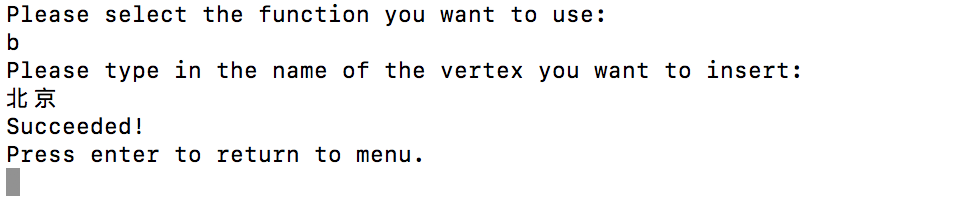 Please select the function you want to use:
b
Please type in the name of the vertex you want to insert:
北京
Succeeded!
Press enter to return to menu.